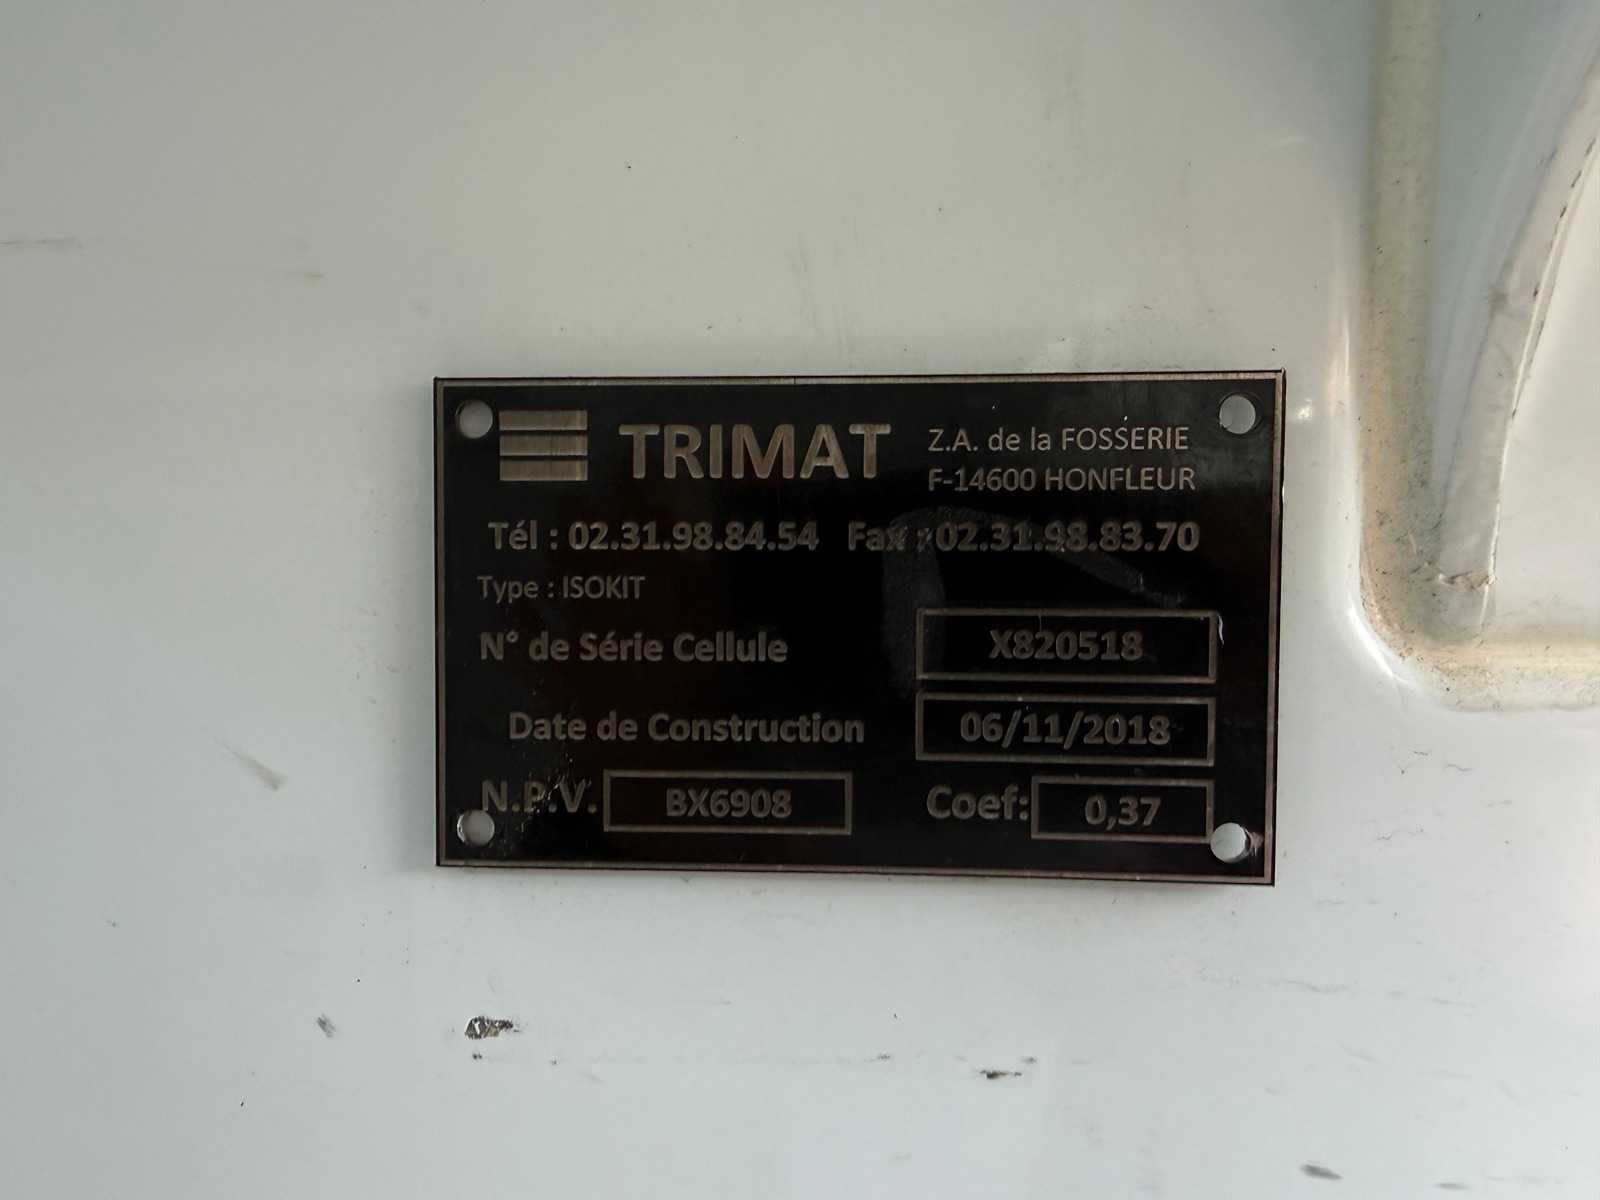 TRIMAT
Z.A. de la FOSSERIE
F-14600 HONFLEUR
Tél : 02.31.98.84.54 Fax : 02.31.98.83.70
Type : ISOKIT
N° de Série Cellule X820518
Date de Construction 06/11/2018
N.P.V. BX6908 Coef: 0,37